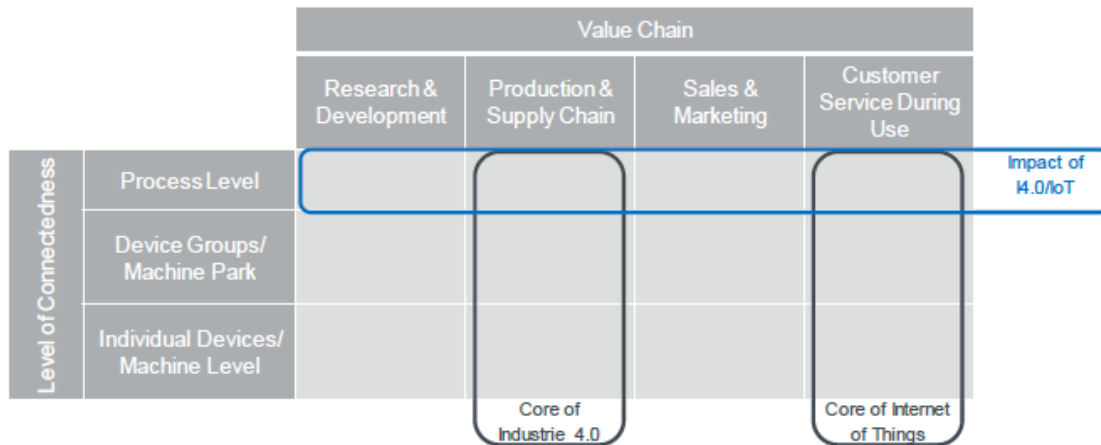 Value Chain
Research &
Development
Production &
Supply Chain
Sales &
Marketing
Customer
Service During
Use
Level of Connectedness
Process Level
Impact of
I4.0/IoT
Device Groups/
Machine Park
Individual Devices/
Machine Level
Core of
Industrie 4.0
Core of Internet
of Things